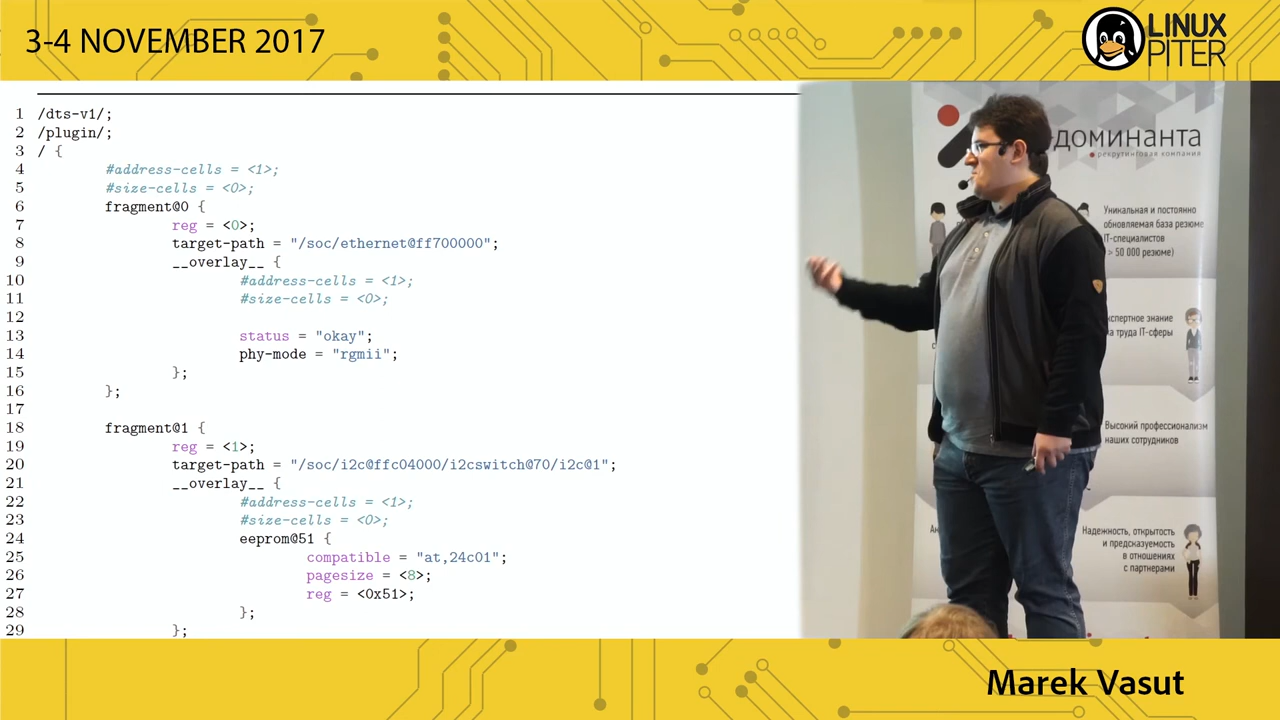 3-4 NOVEMBER 2017
LINUX
PITER
1 /dts-v1/;
2 /plugin/;
3 / {
4 #address-cells = <1>;
5 #size-cells = <0>;
6 fragment@0 {
7 reg = <0>;
8 target-path = "/soc/ethernet@ff700000";
9 __overlay__ {
10 #address-cells = <1>;
11 #size-cells = <0>;
12
13 status = "okay";
14 phy-mode = "rgmii";
15 };
16 };
17
18 fragment@1 {
19 reg = <1>;
20 target-path = "/soc/i2c@ffc04000/i2cswitch@70/i2c@1";
21 __overlay__ {
22 #address-cells = <1>;
23 #size-cells = <0>;
24 eeprom@51 {
25 compatible = "at,24c01";
26 pagesize = <8>;
27 reg = <0x51>;
28 };
29 };
доминанта
рекрутинговая компания
Уникальная и постоянно
обновляемая база резюме
IT-специалистов
> 50 000 резюме)
знание
труда IT-сферы
Высокий профессионализм
наших сотрудников
Надежность, открытость
и предсказуемость
в отношениях
с партнерами
Marek Vasut